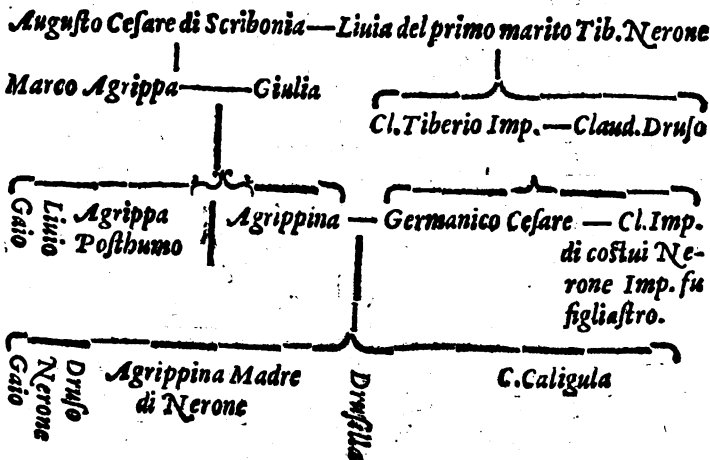 Auguſto Ceſare di Scribonia—Liuia del primo marito Tib. Nerone
Marco Agrippa—Giulia
Cl. Tiberio Imp.—Claud. Druſo
Gaio
Liuio
Agrippa
Poſthumo
Agrippina — Germanico Ceſare — Cl. Imp.
di coſtui Ne-
rone Imp. fu
figliaſtro.
Gaio
Nerone
Druſo
Agrippina Madre
di Nerone
Druſilla
C. Caligula